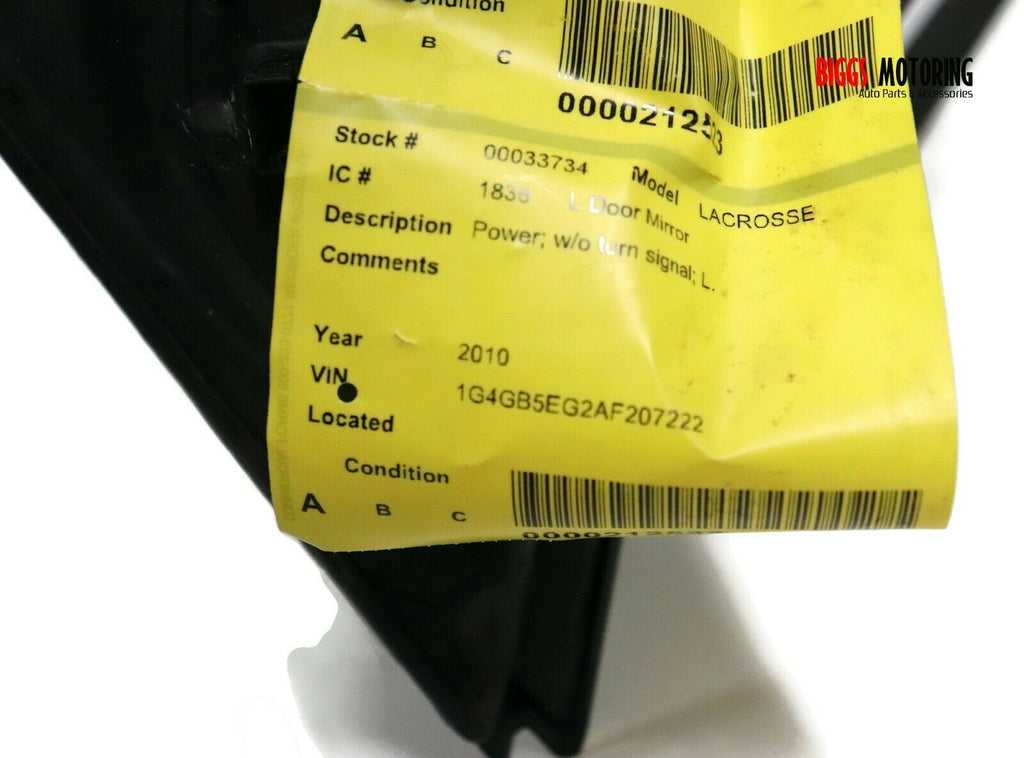 Condition
A B C
BIGGS MOTORING
Auto Parts & Accessories
Stock # 00033734 Model LACROSSE
IC # 1836 L Door Mirror
Description Power; w/o turn signal; L.
Comments
Year 2010
VIN 1G4GB5EG2AF207222
Located
Condition
A B C